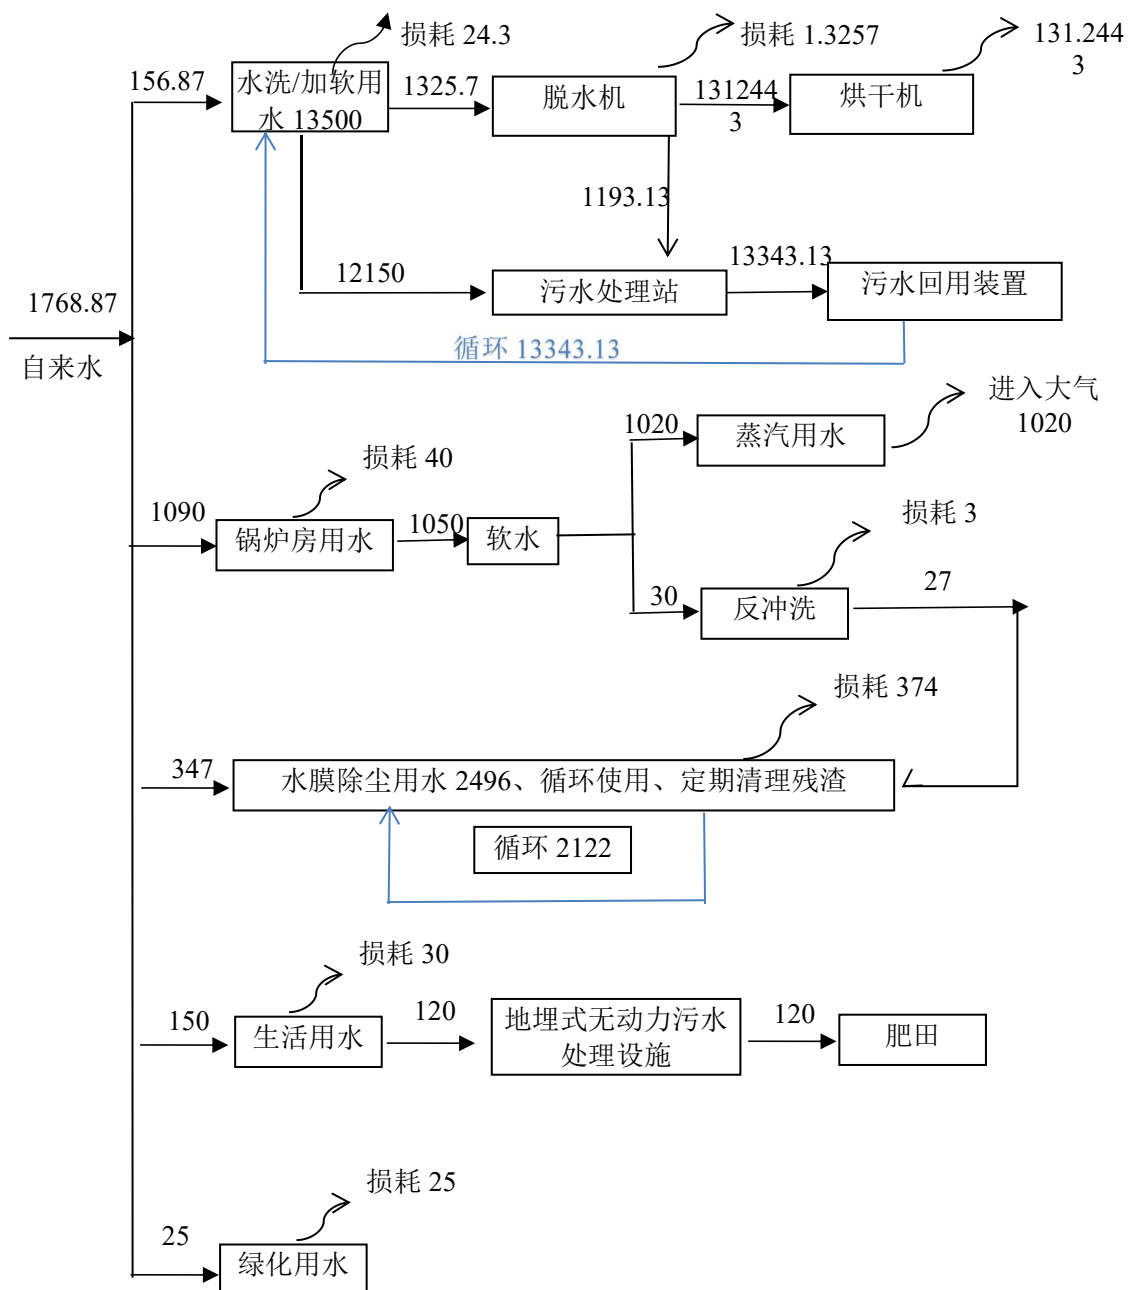 损耗 24.3
损耗 1.3257
131.244
3
156.87
水洗/加软用
水 13500
1325.7
脱水机
131244
3
烘干机
1193.13
12150
污水处理站
13343.13
污水回用装置
1768.87
自来水
循环 13343.13
进入大气
1020
1020
蒸汽用水
损耗 40
1090
锅炉房用水
1050
软水
损耗 3
30
反冲洗
27
损耗 374
347
水膜除尘用水 2496、循环使用、定期清理残渣
循环 2122
损耗 30
150
生活用水
120
地埋式无动力污水
处理设施
120
肥田
损耗 25
25
绿化用水